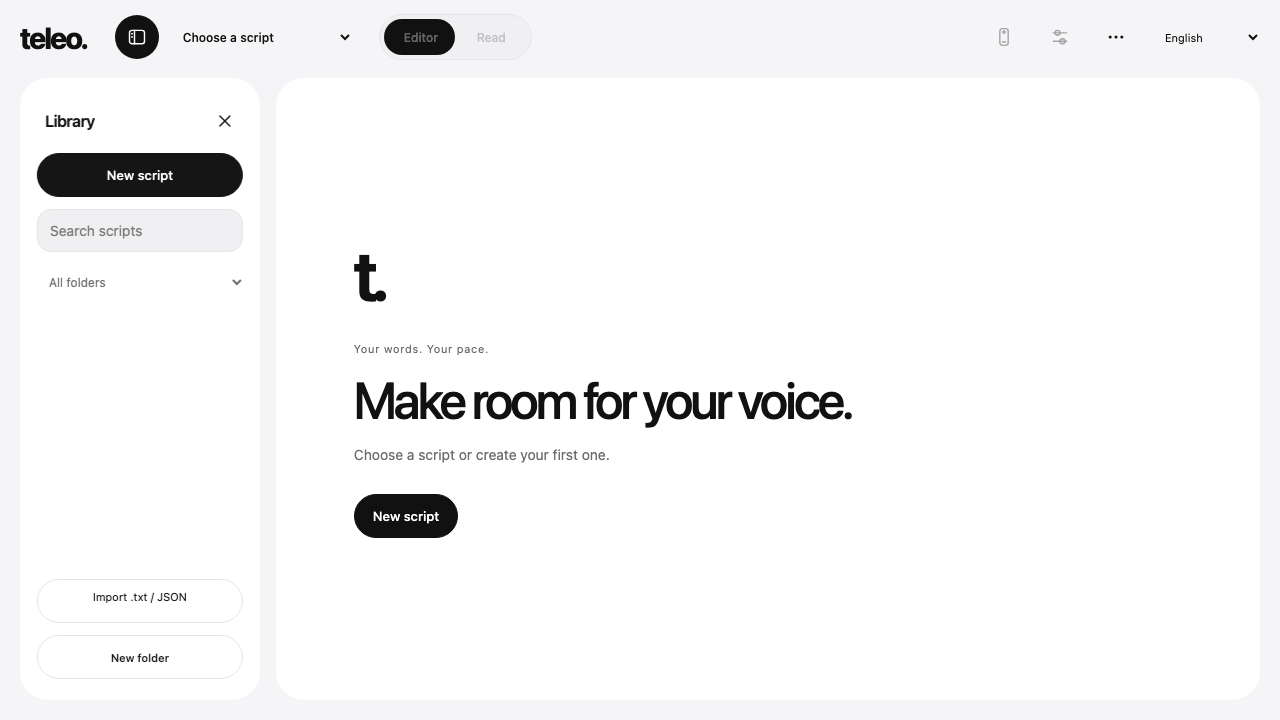 teleo.
Choose a script
Editor
Read
English
Library
New script
Search scripts
All folders
Import .txt / JSON
New folder
t.
Your words. Your pace.
Make room for your voice.
Choose a script or create your first one.
New script